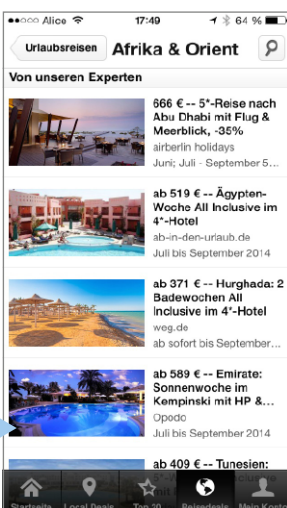 Alice 17:49 64 %
Urlaubsreisen Afrika & Orient
Von unseren Experten
666 € -- 5*-Reise nach
Abu Dhabi mit Flug &
Meerblick, -35%
airberlin holidays
Juni; Juli - September 5...
ab 519 € -- Ägypten-
Woche All Inclusive im
4*-Hotel
ab-in-den-urlaub.de
Juli bis September 2014
ab 371 € -- Hurghada: 2
Badewochen All
Inclusive im 4*-Hotel
weg.de
ab sofort bis September...
ab 589 € -- Emirate:
Sonnenwoche im
Kempinski mit HP &...
Opodo
Juli bis September 2014
ab 409 € -- Tunesien:
Startseite Local Deals Top 20 Reisedeals Mein Konto